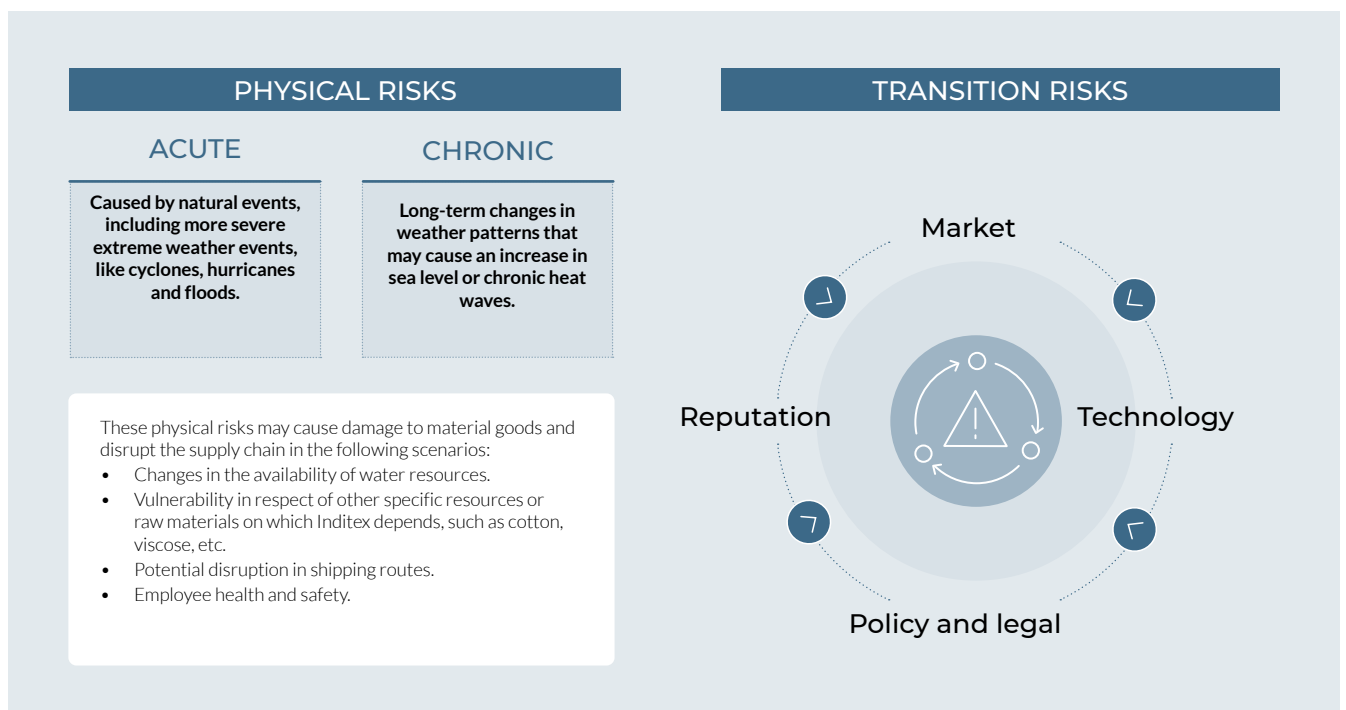 PHYSICAL RISKS
ACUTE
Caused by natural events,
including more severe
extreme weather events,
like cyclones, hurricanes
and floods.
CHRONIC
Long-term changes in
weather patterns that
may cause an increase in
sea level or chronic heat
waves.
These physical risks may cause damage to material goods and
disrupt the supply chain in the following scenarios:
• Changes in the availability of water resources.
• Vulnerability in respect of other specific resources or
raw materials on which Inditex depends, such as cotton,
viscose, etc.
• Potential disruption in shipping routes.
• Employee health and safety.
TRANSITION RISKS
Market
Reputation
Technology
Policy and legal